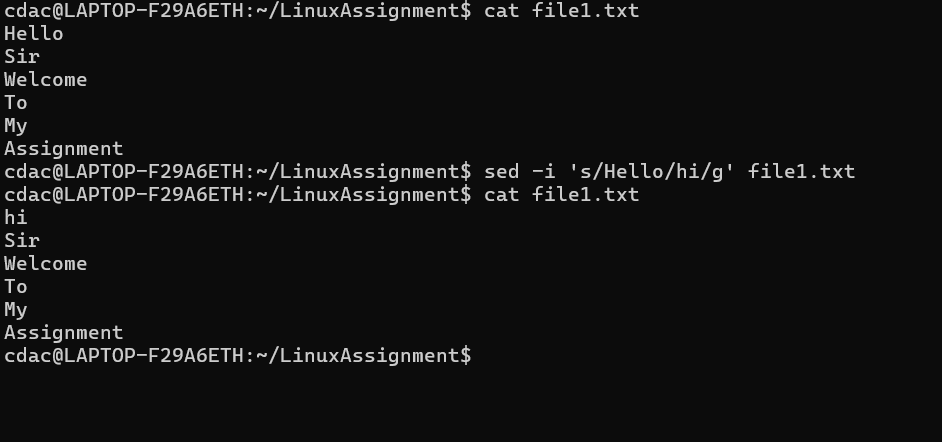 cdac@LAPTOP-F29A6ETH:~/LinuxAssignment$ cat file1.txt
Hello
Sir
Welcome
To
My
Assignment
cdac@LAPTOP-F29A6ETH:~/LinuxAssignment$ sed -i 's/Hello/hi/g' file1.txt
cdac@LAPTOP-F29A6ETH:~/LinuxAssignment$ cat file1.txt
hi
Sir
Welcome
To
My
Assignment
cdac@LAPTOP-F29A6ETH:~/LinuxAssignment$